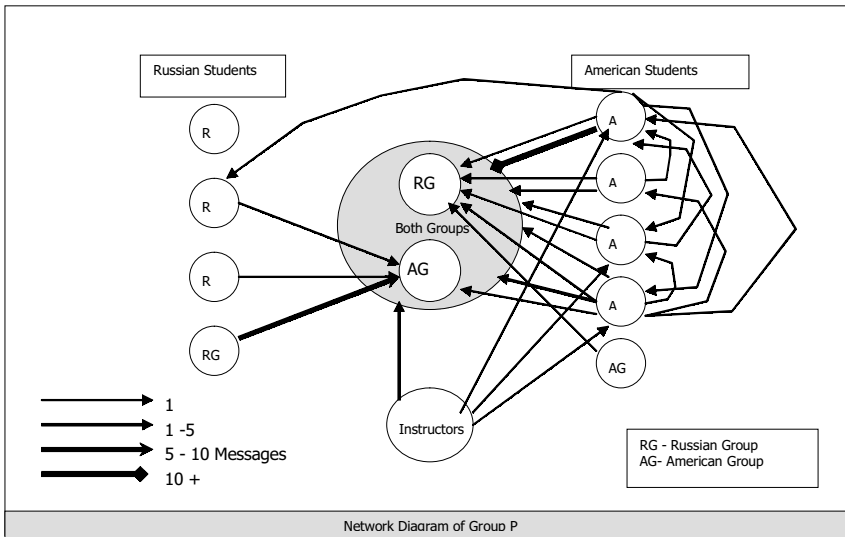 Russian Students
American Students
R
R
R
RG
RG
Both Groups
AG
A
A
A
A
AG
Instructors
1
1 -5
5 - 10 Messages
10 +
RG - Russian Group
AG- American Group
Network Diagram of Group P